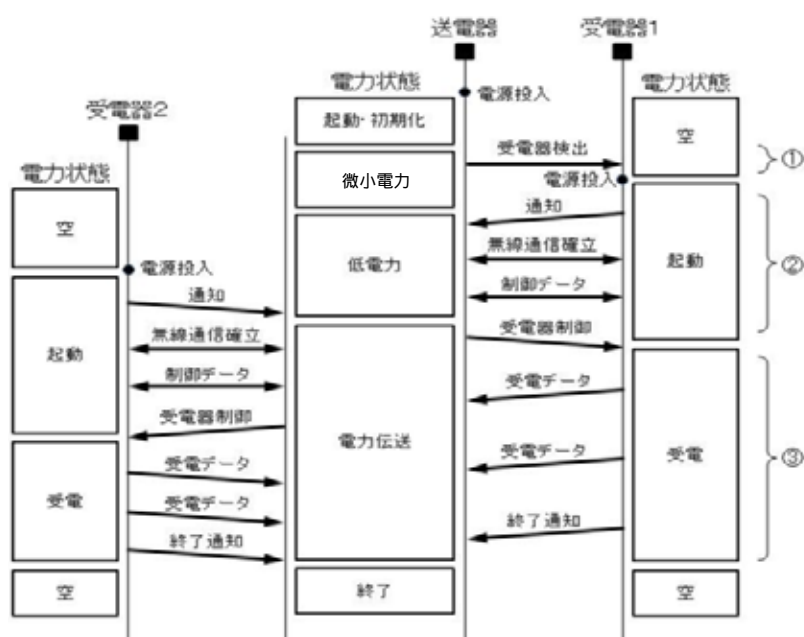 送電器
受電器1
電力状態
電源投入
電力状態
受電器2
起動・初期化
受電器検出
空
①
電力状態
微小電力
電源投入
空
通知
低電力
無線通信確立
起動
②
電源投入
制御データ
通知
受電器制御
無線通信確立
起動
制御データ
受電データ
受電器制御
電力伝送
受電データ
受電
③
受電データ
受電
受電データ
終了通知
終了通知
空
終了
空